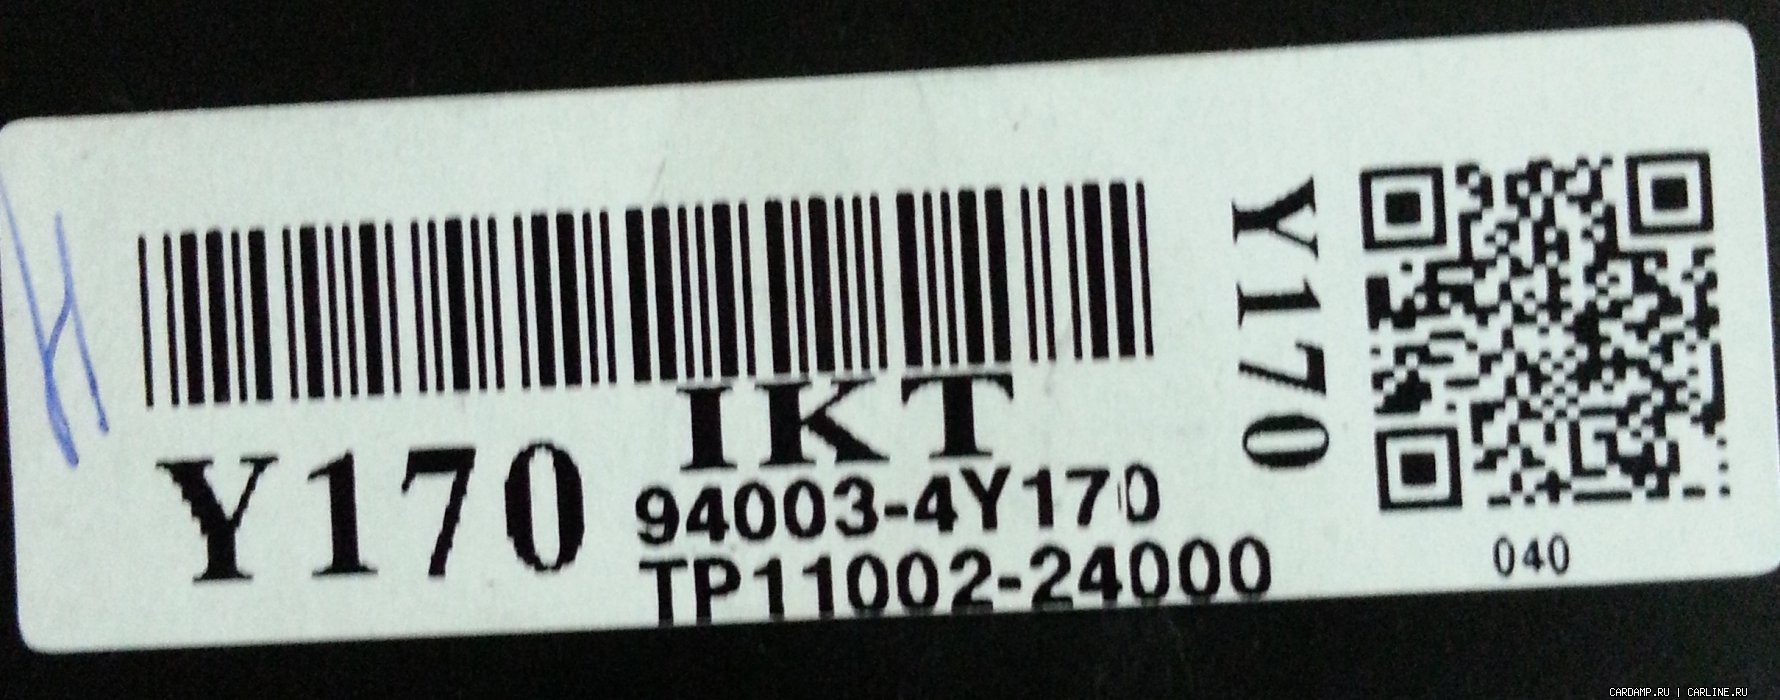 IKT
Y170
94003-4Y170
TP11002-24000
Y170
040
CARDAMP.RU | CARLINE.RU